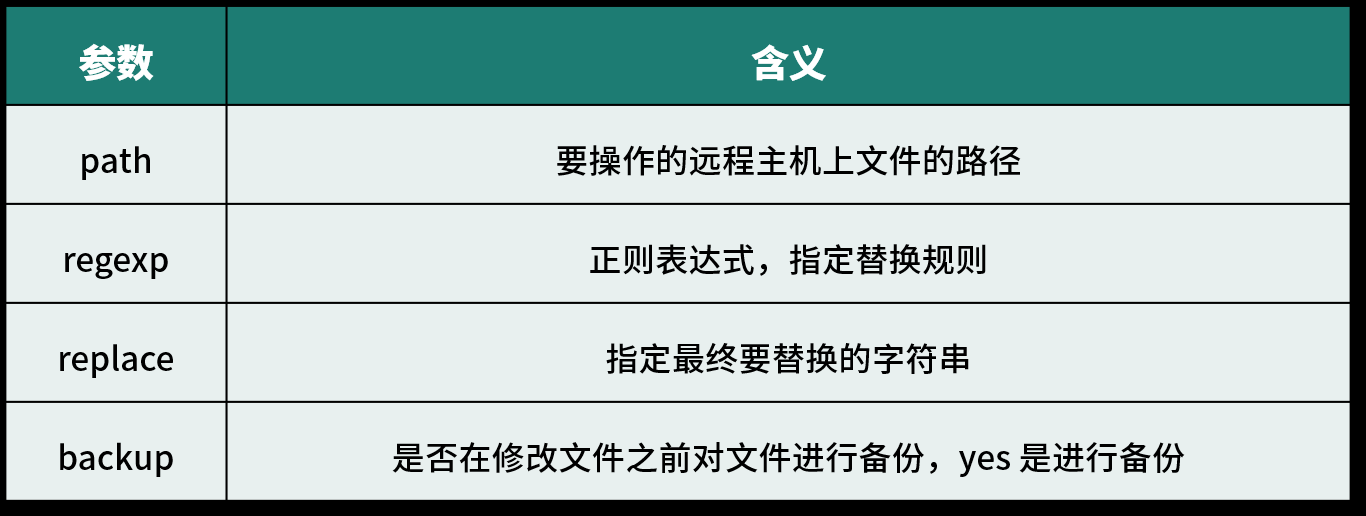 参数 含义
path 要操作的远程主机上文件的路径
regexp 正则表达式，指定替换规则
replace 指定最终要替换的字符串
backup 是否在修改文件之前对文件进行备份，yes 是进行备份